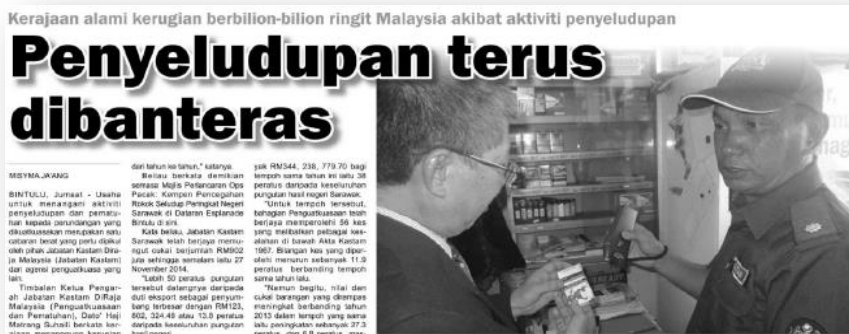 Kerajaan alami kerugian berbilion-bilion ringit Malaysia akibat aktiviti penyeludupan
Penyeludupan terus
dibanteras
MISYMA JA'ANG
BINTULU, Jumaat - Usaha
untuk menangani aktiviti
penyeludupan dan pematu-
han kepada perundangan yang
dikuatkuasakan merupakan satu
cabaran berat yang perlu dipikul
oleh pihak Jabatan Kastam Dira-
ja Malaysia (Jabatan Kastam)
dan agensi penguatkuasa yang
lain.
Timbalan Ketua Pengar-
ah Jabatan Kastam DiRaja
Malaysia (Penguatkuasaan
dan Pematuhan), Dato' Haji
Matrang Suhaili berkata ker-
dari tahun ke tahun," katanya.
Beliau berkata demikian
semasa Majlis Perlancaran Ops
Pacak: Kempen Pencegahan
Rokok Seludup Peringkat Negeri
Sarawak di Dataran Esplanade
Bintulu di sini.
Kata beliau, Jabatan Kastam
Sarawak telah berjaya memu-
ngut cukai berjumlah RM902
juta sehingga semalam iaitu 27
November 2014.
"Lebih 50 peratus pungutan
tersebut datangnya daripada
duti eksport sebagai penyum-
bang terbesar dengan RM123,
802, 324.48 atau 13.8 peratus
daripada keseluruhan pungutan
yak RM344, 238, 779.70 bagi
tempoh sama tahun ini iaitu 38
peratus daripada keseluruhan
pungutan hasil negeri Sarawak.
"Untuk tempoh tersebut,
bahagian Penguatkuasaan telah
berjaya memperolehi 56 kes
yang melibatkan pelbagai kes-
alahan di bawah Akta Kastam
1967. Bilangan kes yang diper-
olehi menurun sebanyak 11.9
peratus berbanding tempoh
sama tahun lalu.
"Namun begitu, nilai dan
cukai barangan yang dirampas
meningkat berbanding tahun
2013 dalam tempoh yang sama
iaitu peningkatan sebanyak 27.3